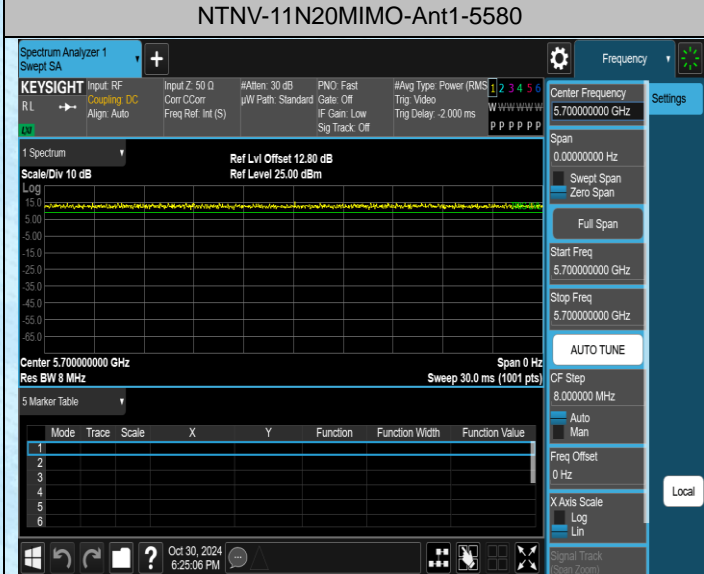 NTNV-11N20MIMO-Ant1-5580
Spectrum Analyzer 1
Swept SA
Frequency
KEYSIGHT
RL
LXI
Input: RF
Coupling: DC
Align: Auto
Input Z: 50 Ω
Corr CCorr
Freq Ref: Int (S)
#Atten: 30 dB
µW Path: Standard
PNO: Fast
Gate: Off
IF Gain: Low
Sig Track: Off
#Avg Type: Power (RMS
Trig: Video
Trig Delay: -2.000 ms
1 2 3 4 5 6
W W W W W W
P P P P P P
Center Frequency
5.700000000 GHz
Settings
Span
0.00000000 Hz
Swept Span
Zero Span
Full Span
Start Freq
5.700000000 GHz
Stop Freq
5.700000000 GHz
AUTO TUNE
CF Step
8.000000 MHz
Auto
Man
Freq Offset
0 Hz
X Axis Scale
Log
Lin
Signal Track
(Span Zoom)
Local
1 Spectrum
Scale/Div 10 dB
Ref Lvl Offset 12.80 dB
Ref Level 25.00 dBm
Log
15.0
5.00
-5.00
-15.0
-25.0
-35.0
-45.0
-55.0
-65.0
Center 5.700000000 GHz
Span 0 Hz
Res BW 8 MHz
Sweep 30.0 ms (1001 pts)
5 Marker Table
Mode Trace Scale X Y Function Function Width Function Value
1
2
3
4
5
6
?
Oct 30, 2024
6:25:06 PM